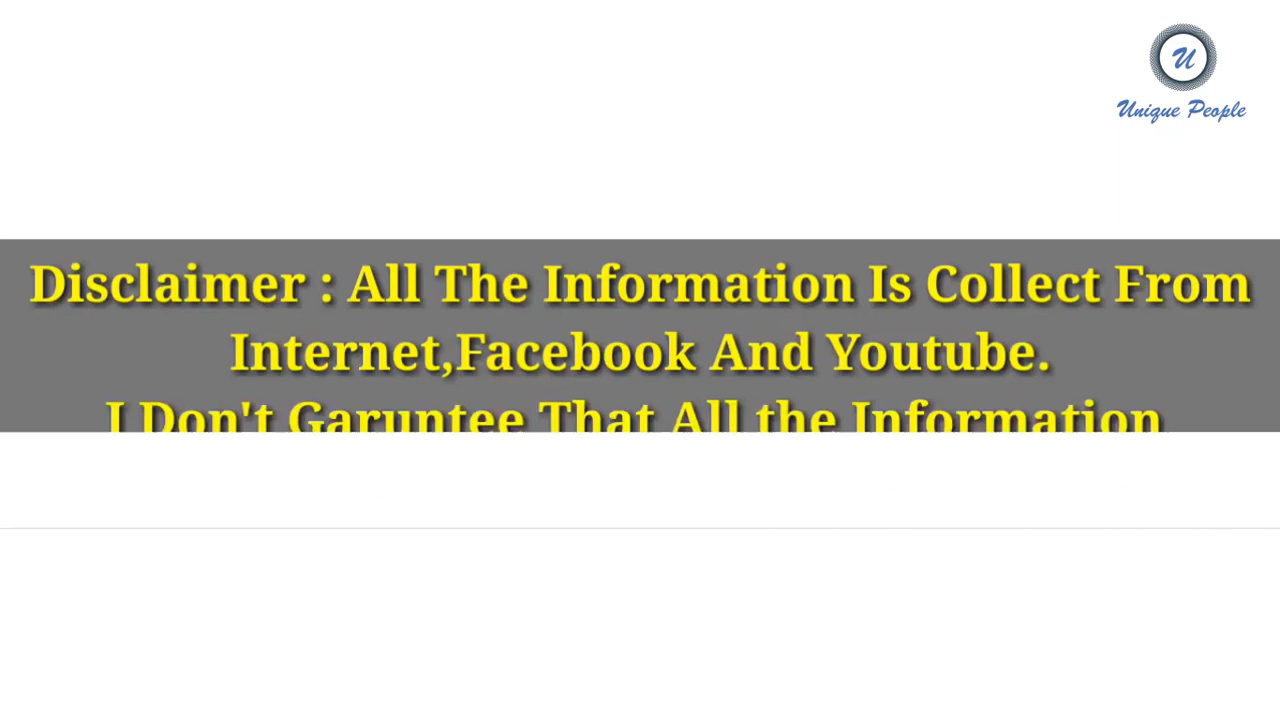 U
Unique People
Disclaimer : All The Information Is Collect From
Internet,Facebook And Youtube.
I Don't Garuntee That All the Information